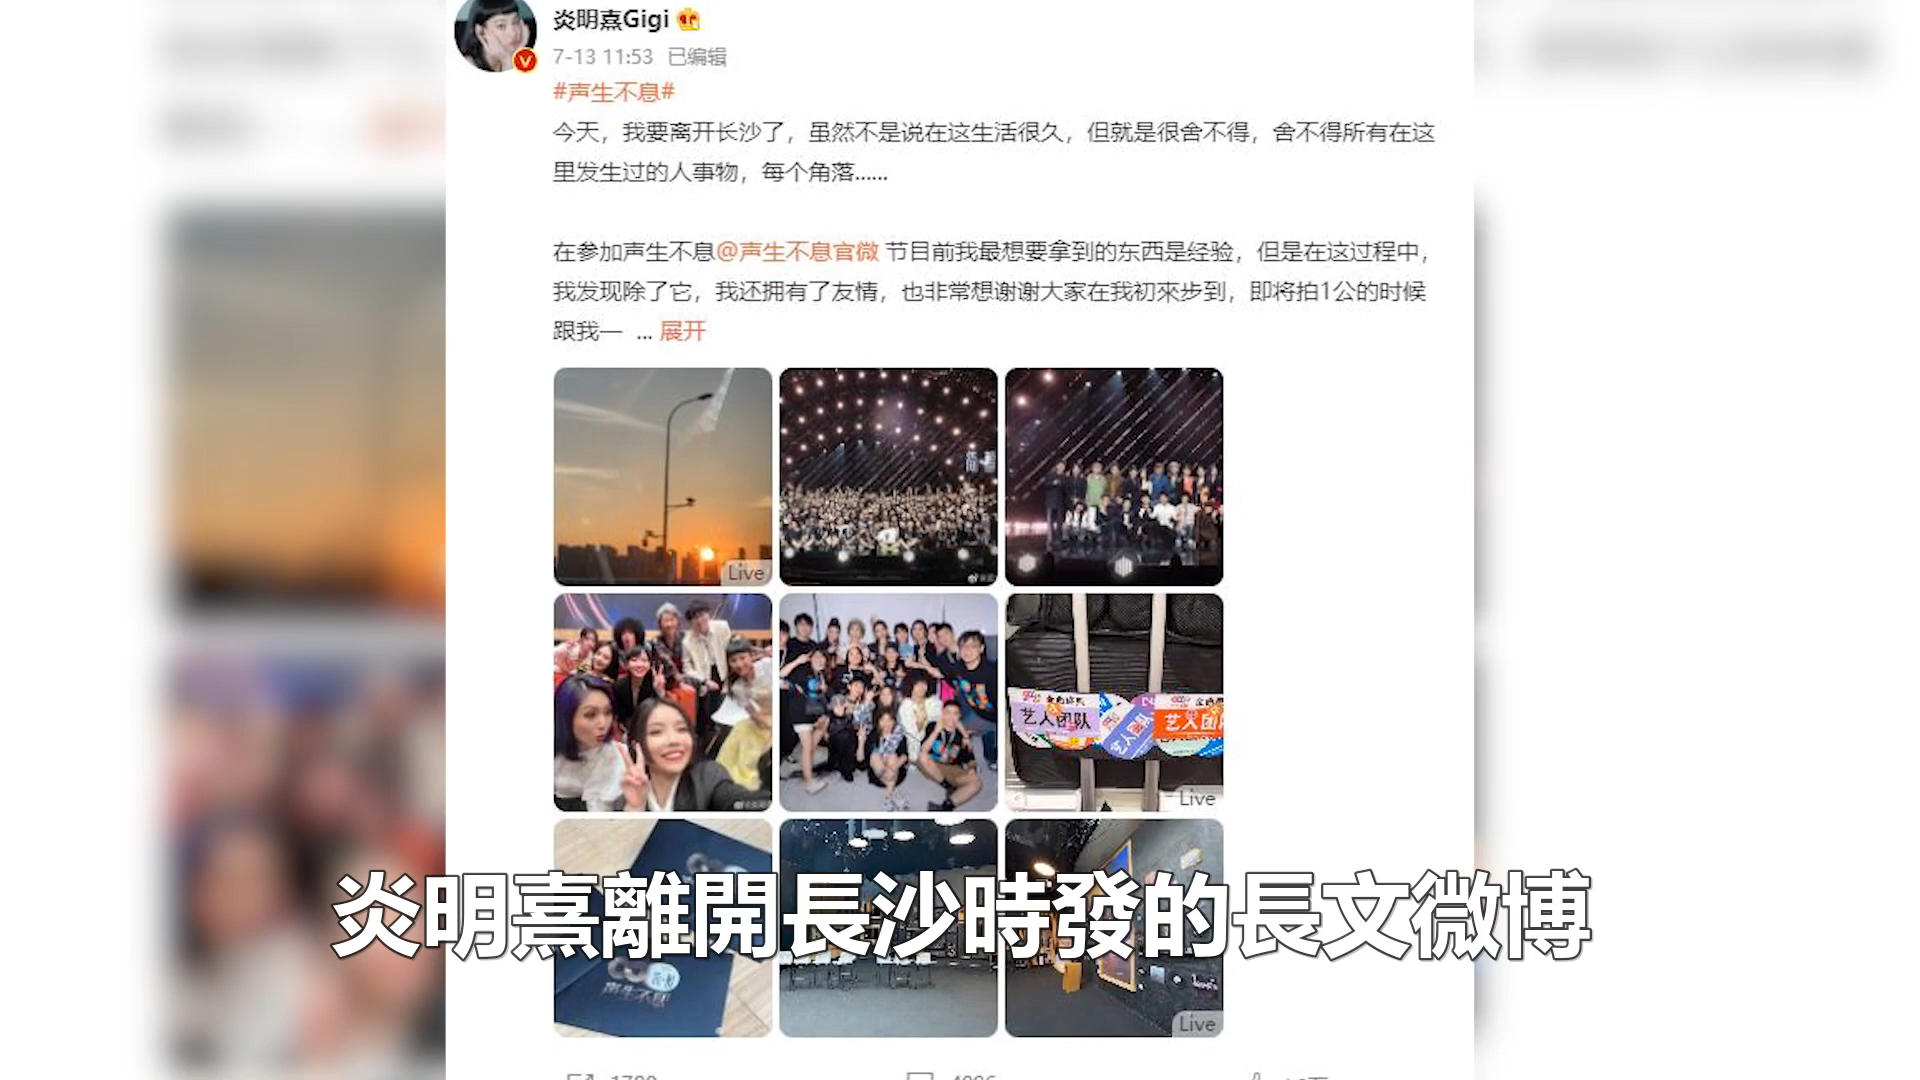 炎明熹Gigi
7-13 11:53 已编辑
#声生不息#
今天，我要离开长沙了，虽然不是说在这生活很久，但就是很舍不得，舍不得所有在这
里发生过的人事物，每个角落......
在参加声生不息@声生不息官微 节目前我最想要拿到的东西是经验，但是在这过程中，
我发现除了它，我还拥有了友情，也非常想谢谢大家在我初來步到，即将拍1公的时候
跟我一 ... 展开
Live
艺人团队
艺人团队
艺人团
Live
声生不息
Live
炎明熹離開長沙時發的長文微博